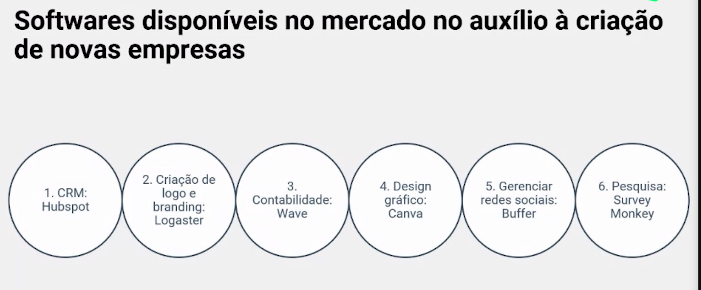 Softwares disponíveis no mercado no auxílio à criação
de novas empresas
1. CRM:
Hubspot
2. Criação de
logo e
branding:
Logaster
3.
Contabilidade:
Wave
4. Design
gráfico:
Canva
5. Gerenciar
redes sociais:
Buffer
6. Pesquisa:
Survey
Monkey